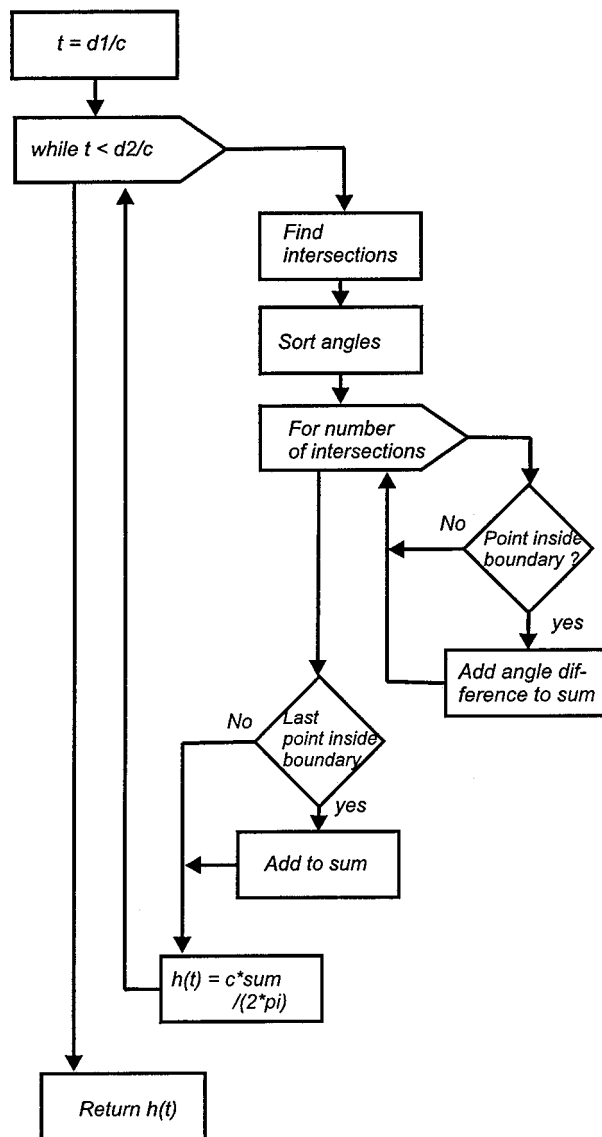 t = d1/c
while t < d2/c
Find
intersections
Sort angles
For number
of intersections
No
Point inside
boundary ?
yes
Add angle dif-
ference to sum
No
Last
point inside
boundary
yes
Add to sum
h(t) = c*sum
/(2*pi)
Return h(t)